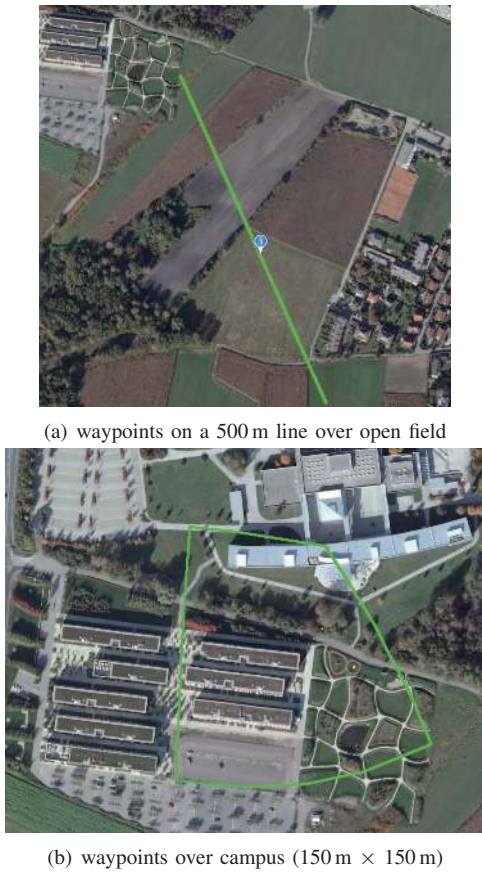 (a) waypoints on a 500 m line over open field
(b) waypoints over campus (150 m × 150 m)